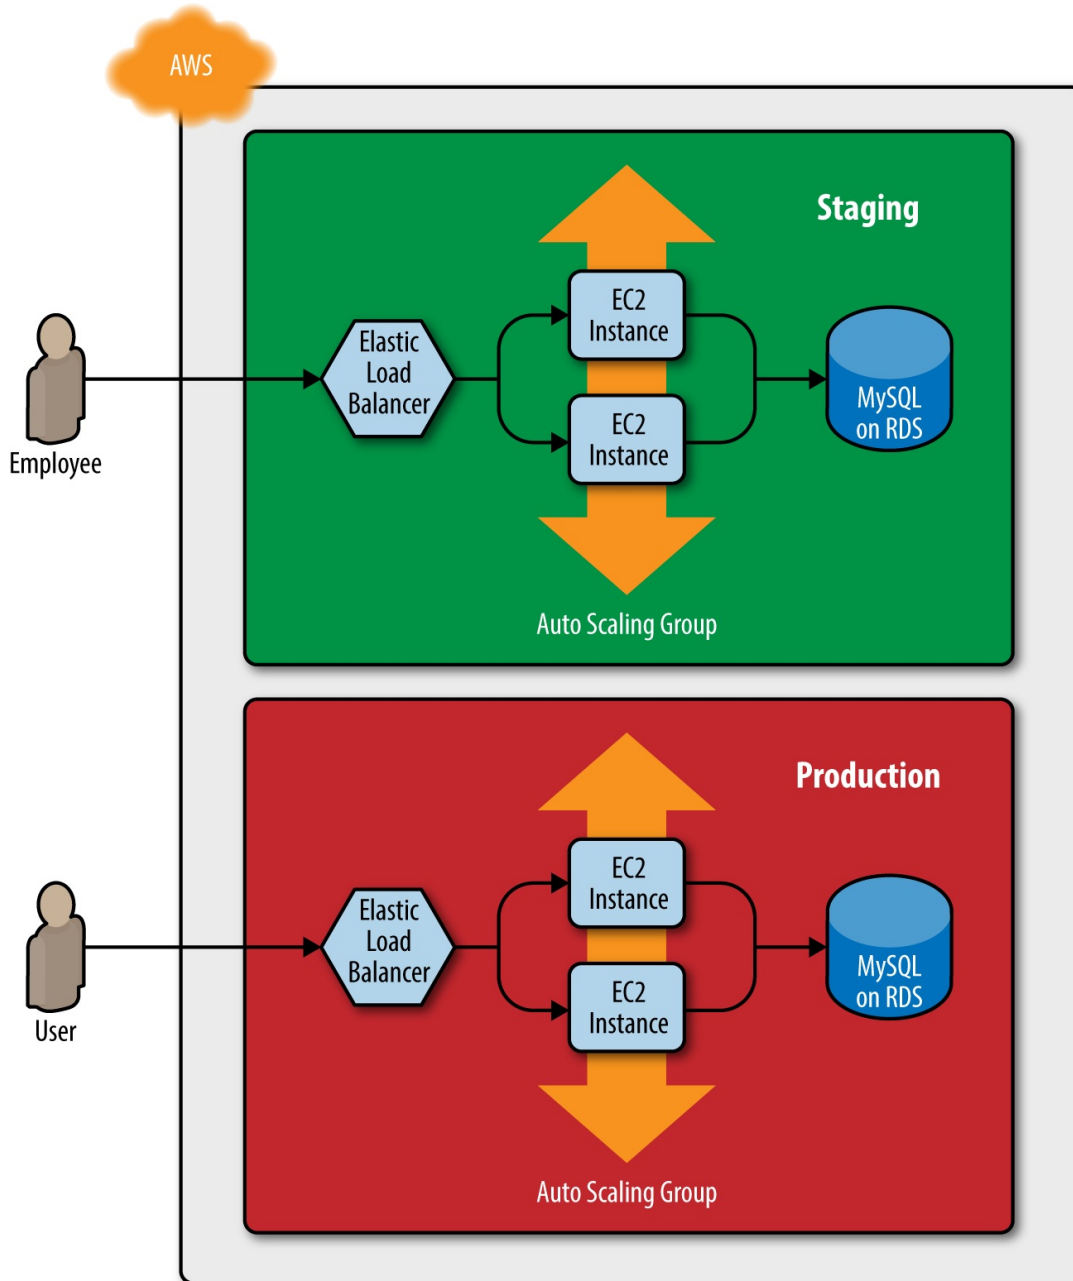 AWS
Staging
EC2
Instance
Elastic
Load
Balancer
EC2
Instance
MySQL
on RDS
Employee
Auto Scaling Group
Production
EC2
Instance
Elastic
Load
Balancer
EC2
Instance
MySQL
on RDS
User
Auto Scaling Group